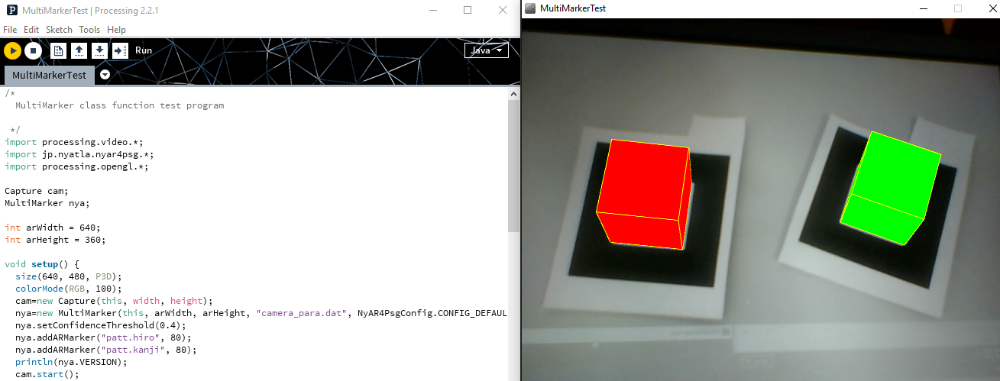 MultiMarkerTest | Processing 2.2.1
File Edit Sketch Tools Help
Run
Java
MultiMarkerTest
/*
MultiMarker class function test program
*/
import processing.video.*;
import jp.nyatla.nyar4psg.*;
import processing.opengl.*;
Capture cam;
MultiMarker nya;
int arWidth = 640;
int arHeight = 360;
void setup() {
size(640, 480, P3D);
colorMode(RGB, 100);
cam=new Capture(this, width, height);
nya=new MultiMarker(this, arWidth, arHeight, "camera_para.dat", NyAR4PsgConfig.CONFIG_DEFAUL
nya.setConfidenceThreshold(0.4);
nya.addARMarker("patt.hiro", 80);
nya.addARMarker("patt.kanji", 80);
println(nya.VERSION);
cam.start();
MultiMarkerTest